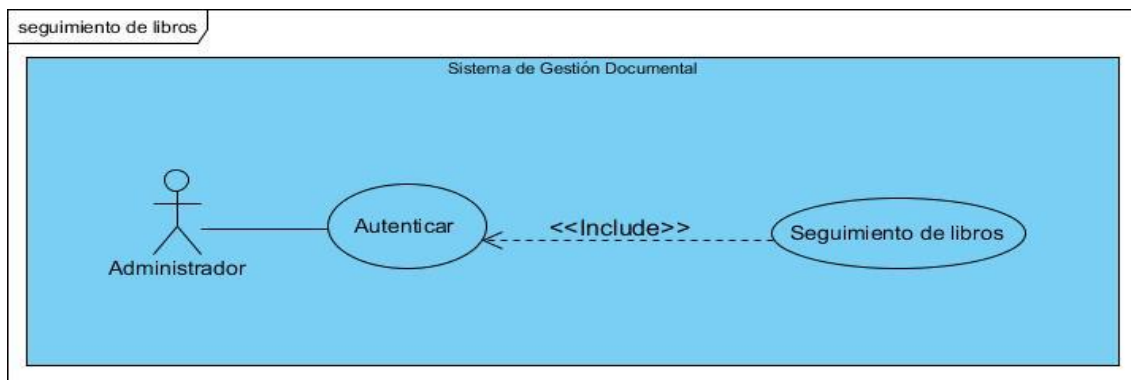 seguimiento de libros
Sistema de Gestión Documental
Autenticar
<<Include>>
Seguimiento de libros
Administrador